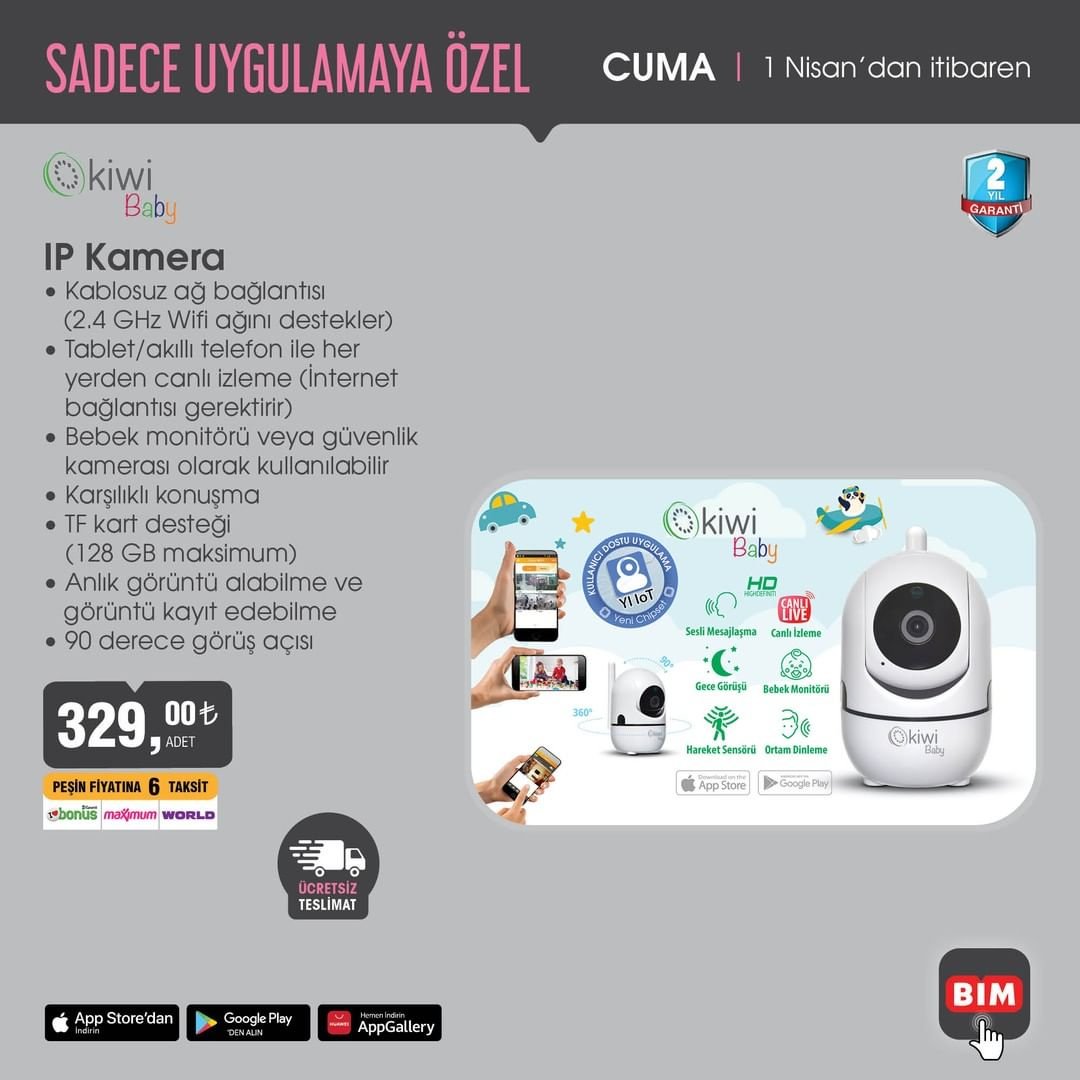 SADECE UYGULAMAYA ÖZEL
CUMA | 1 Nisan'dan itibaren
kiwi
Baby
2
YIL
GARANTİ
IP Kamera
• Kablosuz ağ bağlantısı
(2.4 GHz Wifi ağını destekler)
• Tablet/akıllı telefon ile her
yerden canlı izleme (İnternet
bağlantısı gerektirir)
• Bebek monitörü veya güvenlik
kamerası olarak kullanılabilir
• Karşılıklı konuşma
• TF kart desteği
(128 GB maksimum)
• Anlık görüntü alabilme ve
görüntü kayıt edebilme
• 90 derece görüş açısı
kiwi
Baby
KULLANICI DOSTU UYGULAMA
YI IoT
Yeni Chipset
HD
HIGHDEFINITI
CANLI
LIVE
Sesli Mesajlaşma
Canlı İzleme
90°
Gece Görüşü
Bebek Monitörü
360°
Hareket Sensörü
Ortam Dinleme
kiwi
Baby
Download on the
App Store
Google Play
329,00₺
ADET
PEŞİN FİYATINA 6 TAKSİT
bonus
maximum
WORLD
ÜCRETSİZ
TESLİMAT
BİM
App Store'dan
İndirin
Google Play
'DEN ALIN
HUAWEI
Hemen İndirin
AppGallery